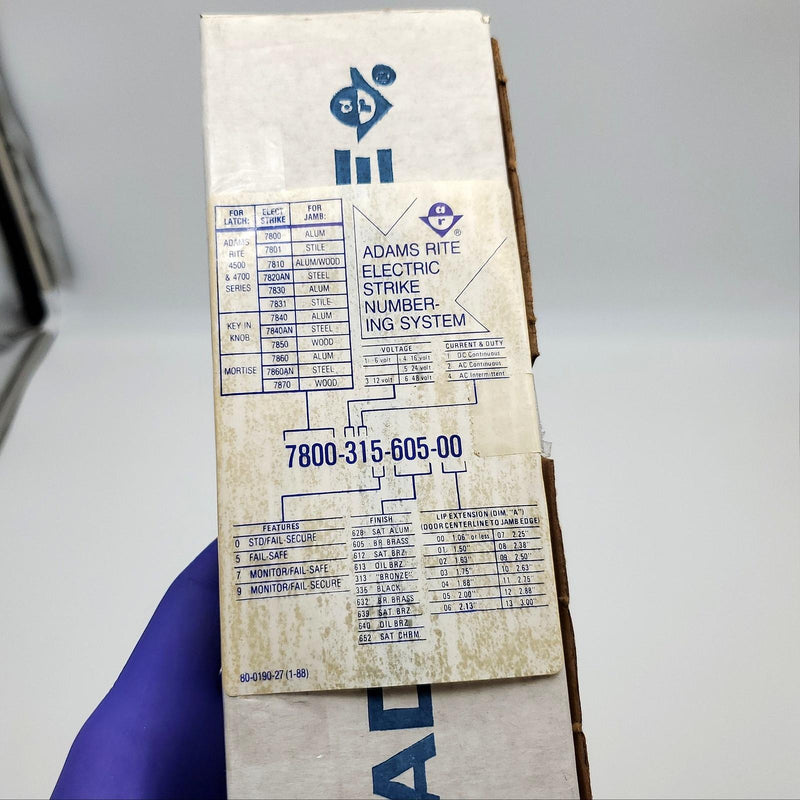 ar ®
E
FOR LATCH: ELECT STRIKE FOR JAMB:
ADAMS RITE 4500 & 4700 SERIES
7800 ALUM
7801 STILE
7810 ALUM/WOOD
7820AN STEEL
7830 ALUM
7831 STILE
KEY IN KNOB
7840 ALUM
7840AN STEEL
7850 WOOD
MORTISE
7860 ALUM
7860AN STEEL
7870 WOOD
ar ®
ADAMS RITE
ELECTRIC
STRIKE
NUMBER-
ING SYSTEM
VOLTAGE
1 6 volt 4 16 volt
5 24 volt
3 12 volt 6 48 volt
CURRENT & DUTY
1 DC Continuous
2 AC Continuous
4 AC Intermittent
7800-315-605-00
FEATURES
0 STD/FAIL-SECURE
5 FAIL-SAFE
7 MONITOR/FAIL-SAFE
9 MONITOR/FAIL-SECURE
FINISH
628 SAT ALUM
605 BR. BRASS
612 SAT. BRZ
613 OIL BRZ
313 "BRONZE"
335 "BLACK"
632 BR. BRASS
639 SAT. BRZ
640 OIL BRZ
652 SAT CHRM
LIP EXTENSION (DIM. "A")
(DOOR CENTERLINE TO JAMB EDGE)
00 1.06" or less 07 2.25"
01 1.50" 08 2.38"
02 1.63" 09 2.50"
03 1.75" 10 2.63"
04 1.88" 11 2.75"
05 2.00" 12 2.88"
06 2.13" 13 3.00"
80-0190-27 (1-88)
AD